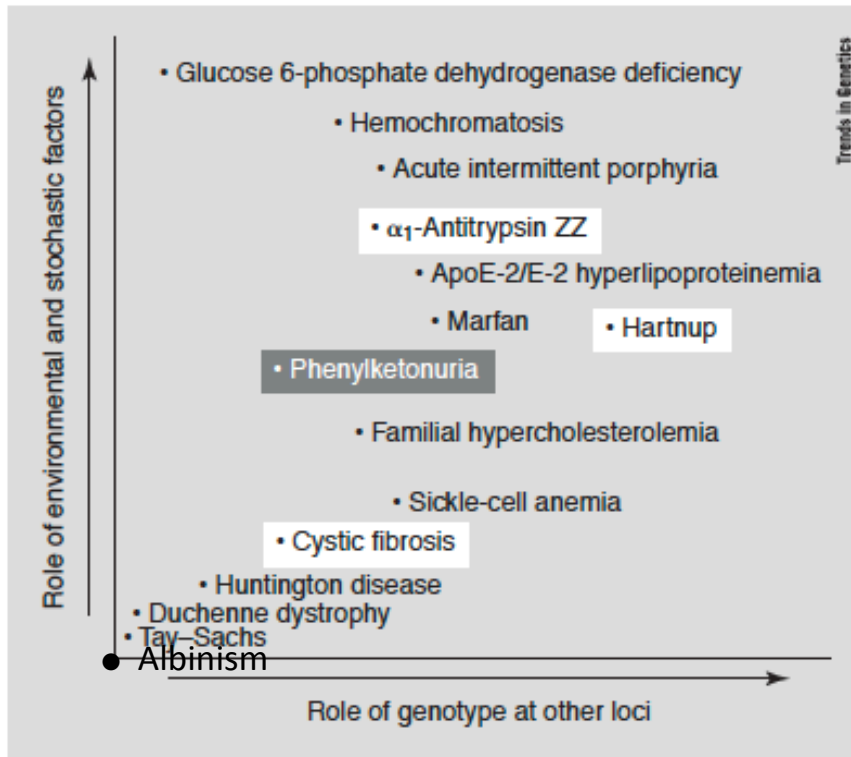 Role of environmental and stochastic factors
Trends in Genetics
• Glucose 6-phosphate dehydrogenase deficiency
• Hemochromatosis
• Acute intermittent porphyria
• α₁-Antitrypsin ZZ
• ApoE-2/E-2 hyperlipoproteinemia
• Marfan
• Hartnup
• Phenylketonuria
• Familial hypercholesterolemia
• Sickle-cell anemia
• Cystic fibrosis
• Huntington disease
• Duchenne dystrophy
• Tay–Sachs
• Albinism
Role of genotype at other loci